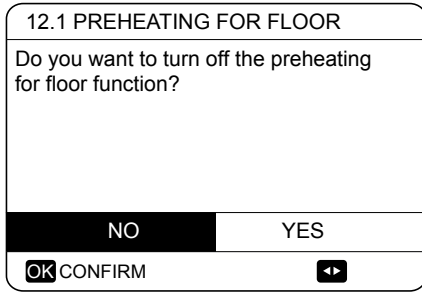 12.1 PREHEATING FOR FLOOR
Do you want to turn off the preheating
for floor function?
NO YES
OK CONFIRM